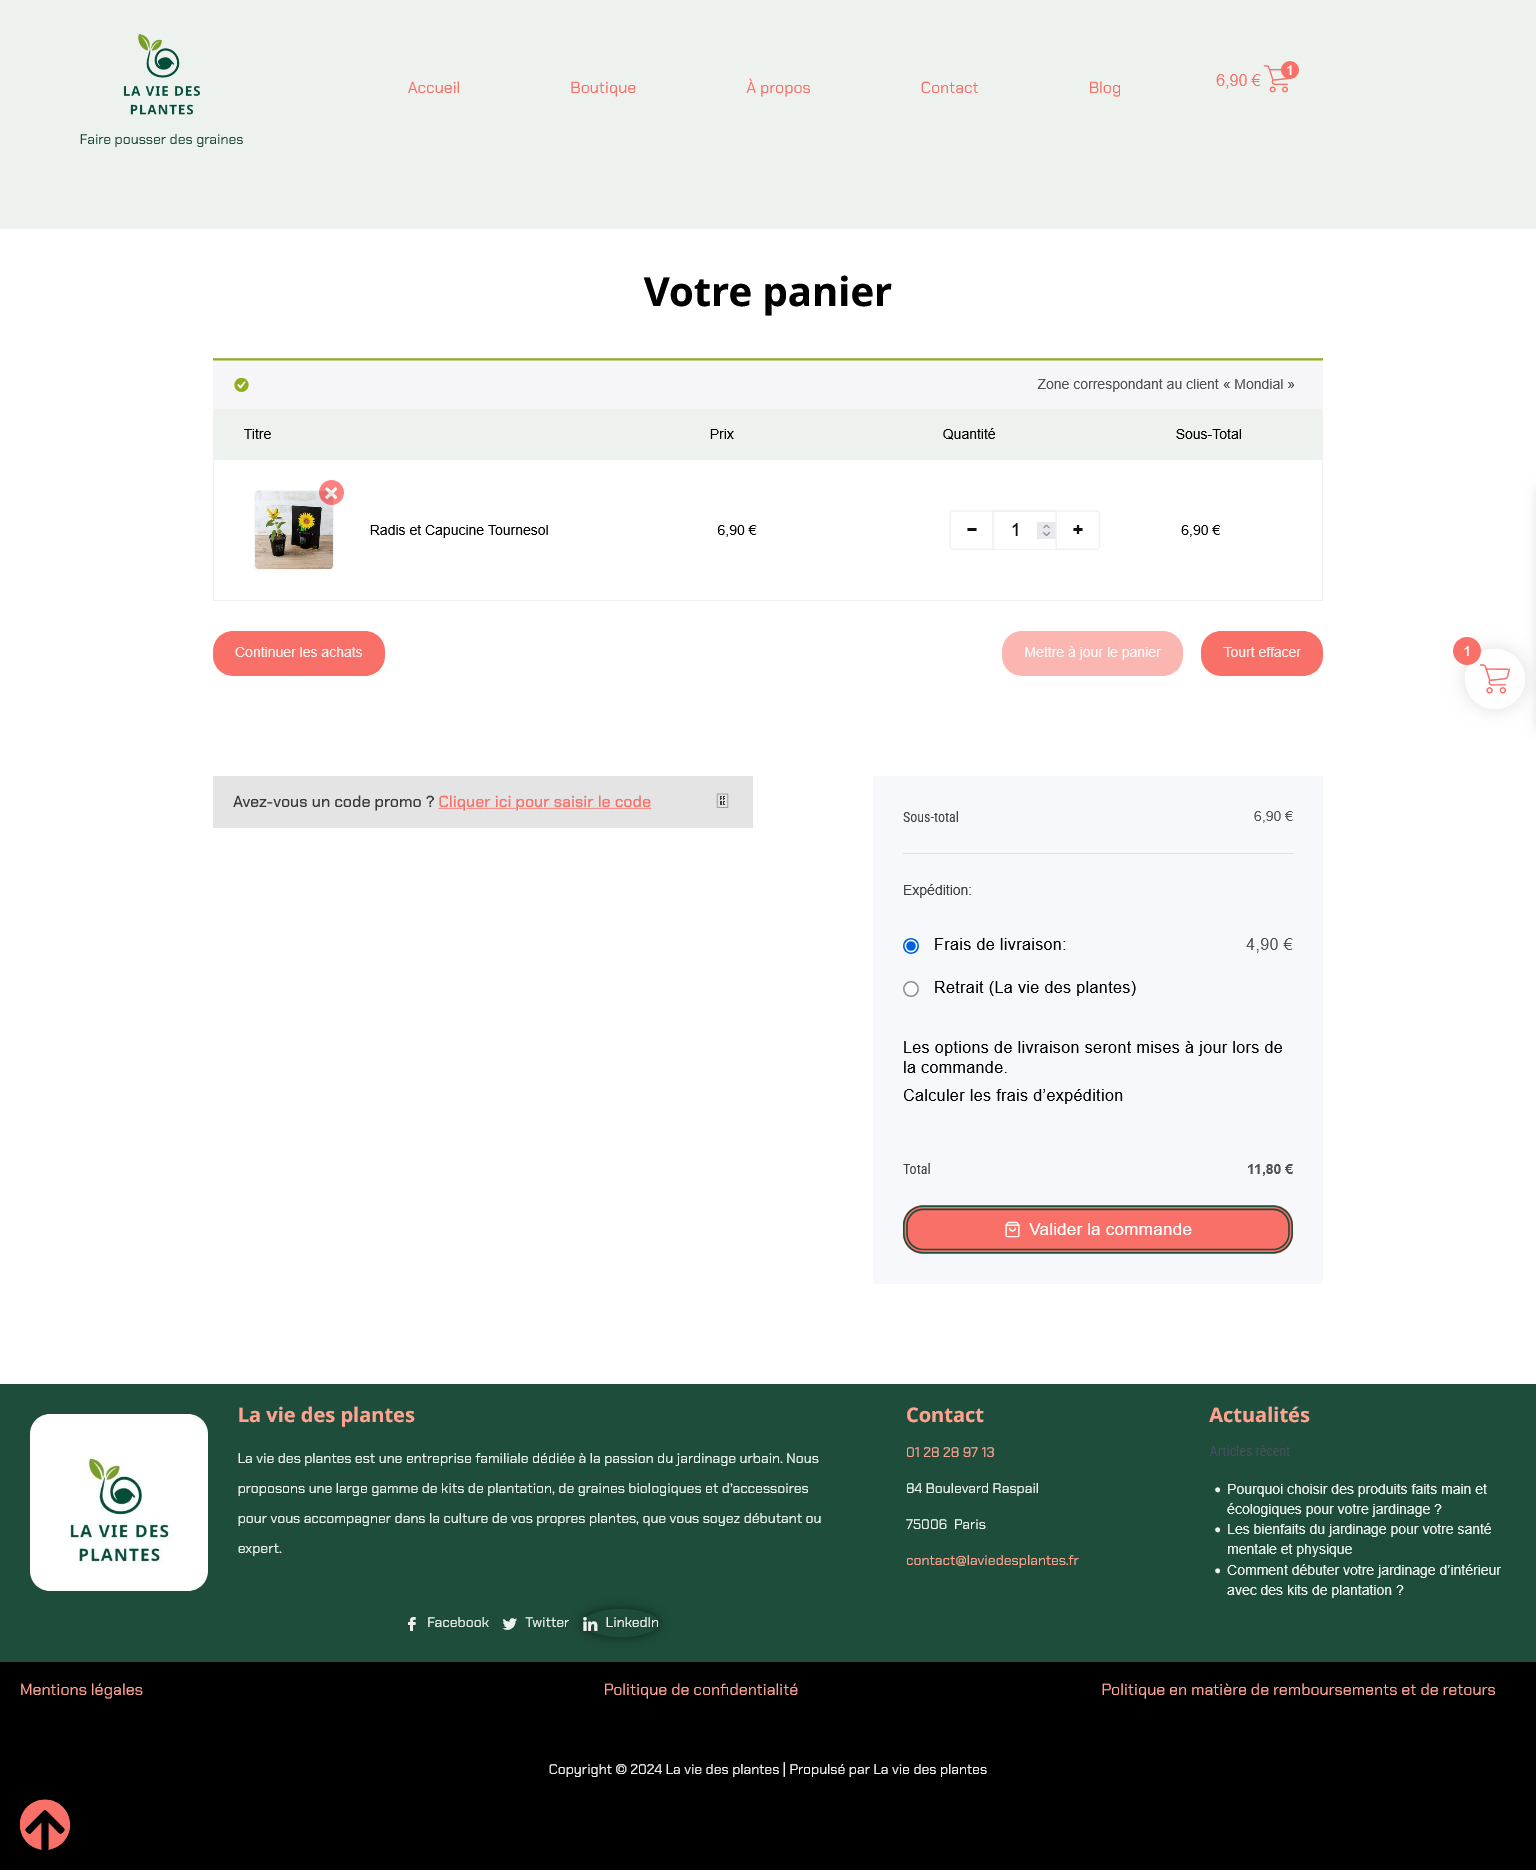 LA VIE DES
PLANTES
Faire pousser des graines
Accueil
Boutique
À propos
Contact
Blog
6,90 €
1
Votre panier
Zone correspondant au client « Mondial »
Titre
Prix
Quantité
Sous-Total
Radis et Capucine Tournesol
6,90 €
- 1 +
6,90 €
Continuer les achats
Mettre à jour le panier
Tourt effacer
1
Avez-vous un code promo ? Cliquer ici pour saisir le code
Sous-total
6,90 €
Expédition:
Frais de livraison:
4,90 €
Retrait (La vie des plantes)
Les options de livraison seront mises à jour lors de
la commande.
Calculer les frais d’expédition
Total
11,80 €
Valider la commande
LA VIE DES
PLANTES
La vie des plantes
La vie des plantes est une entreprise familiale dédiée à la passion du jardinage urbain. Nous
proposons une large gamme de kits de plantation, de graines biologiques et d'accessoires
pour vous accompagner dans la culture de vos propres plantes, que vous soyez débutant ou
expert.
Facebook
Twitter
LinkedIn
Contact
01 28 28 97 13
84 Boulevard Raspail
75006 Paris
contact@laviedesplantes.fr
Actualités
Articles récent
Pourquoi choisir des produits faits main et
écologiques pour votre jardinage ?
Les bienfaits du jardinage pour votre santé
mentale et physique
Comment débuter votre jardinage d’intérieur
avec des kits de plantation ?
Mentions légales
Politique de confidentialité
Politique en matière de remboursements et de retours
Copyright © 2024 La vie des plantes | Propulsé par La vie des plantes